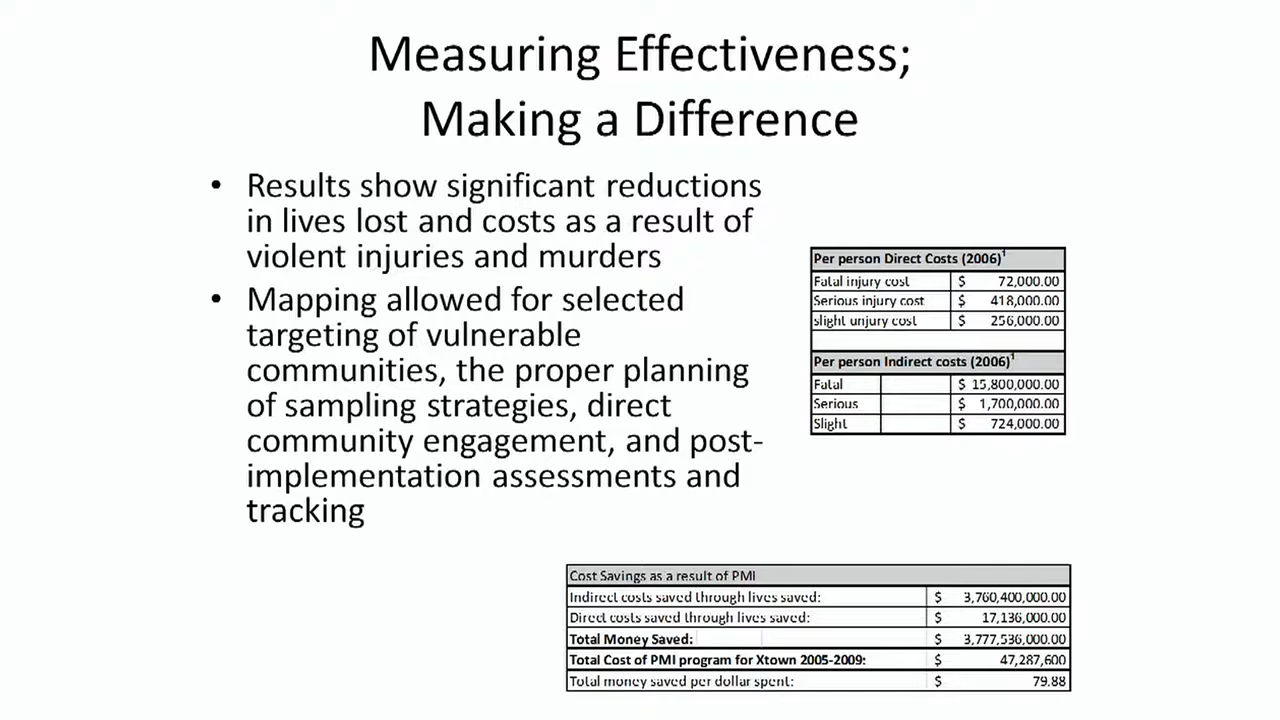 Measuring Effectiveness;
Making a Difference
• Results show significant reductions
in lives lost and costs as a result of
violent injuries and murders
• Mapping allowed for selected
targeting of vulnerable
communities, the proper planning
of sampling strategies, direct
community engagement, and post-
implementation assessments and
tracking
Per person Direct Costs (2006)¹
Fatal injury cost $ 72,000.00
Serious injury cost $ 418,000.00
slight unjury cost $ 256,000.00
Per person Indirect costs (2006)¹
Fatal $ 15,800,000.00
Serious $ 1,700,000.00
Slight $ 724,000.00
Cost Savings as a result of PMI
Indirect costs saved through lives saved: $ 3,760,400,000.00
Direct costs saved through lives saved: $ 17,136,000.00
Total Money Saved: $ 3,777,536,000.00
Total Cost of PMI program for Xtown 2005-2009: $ 47,287,600
Total money saved per dollar spent: $ 79.88